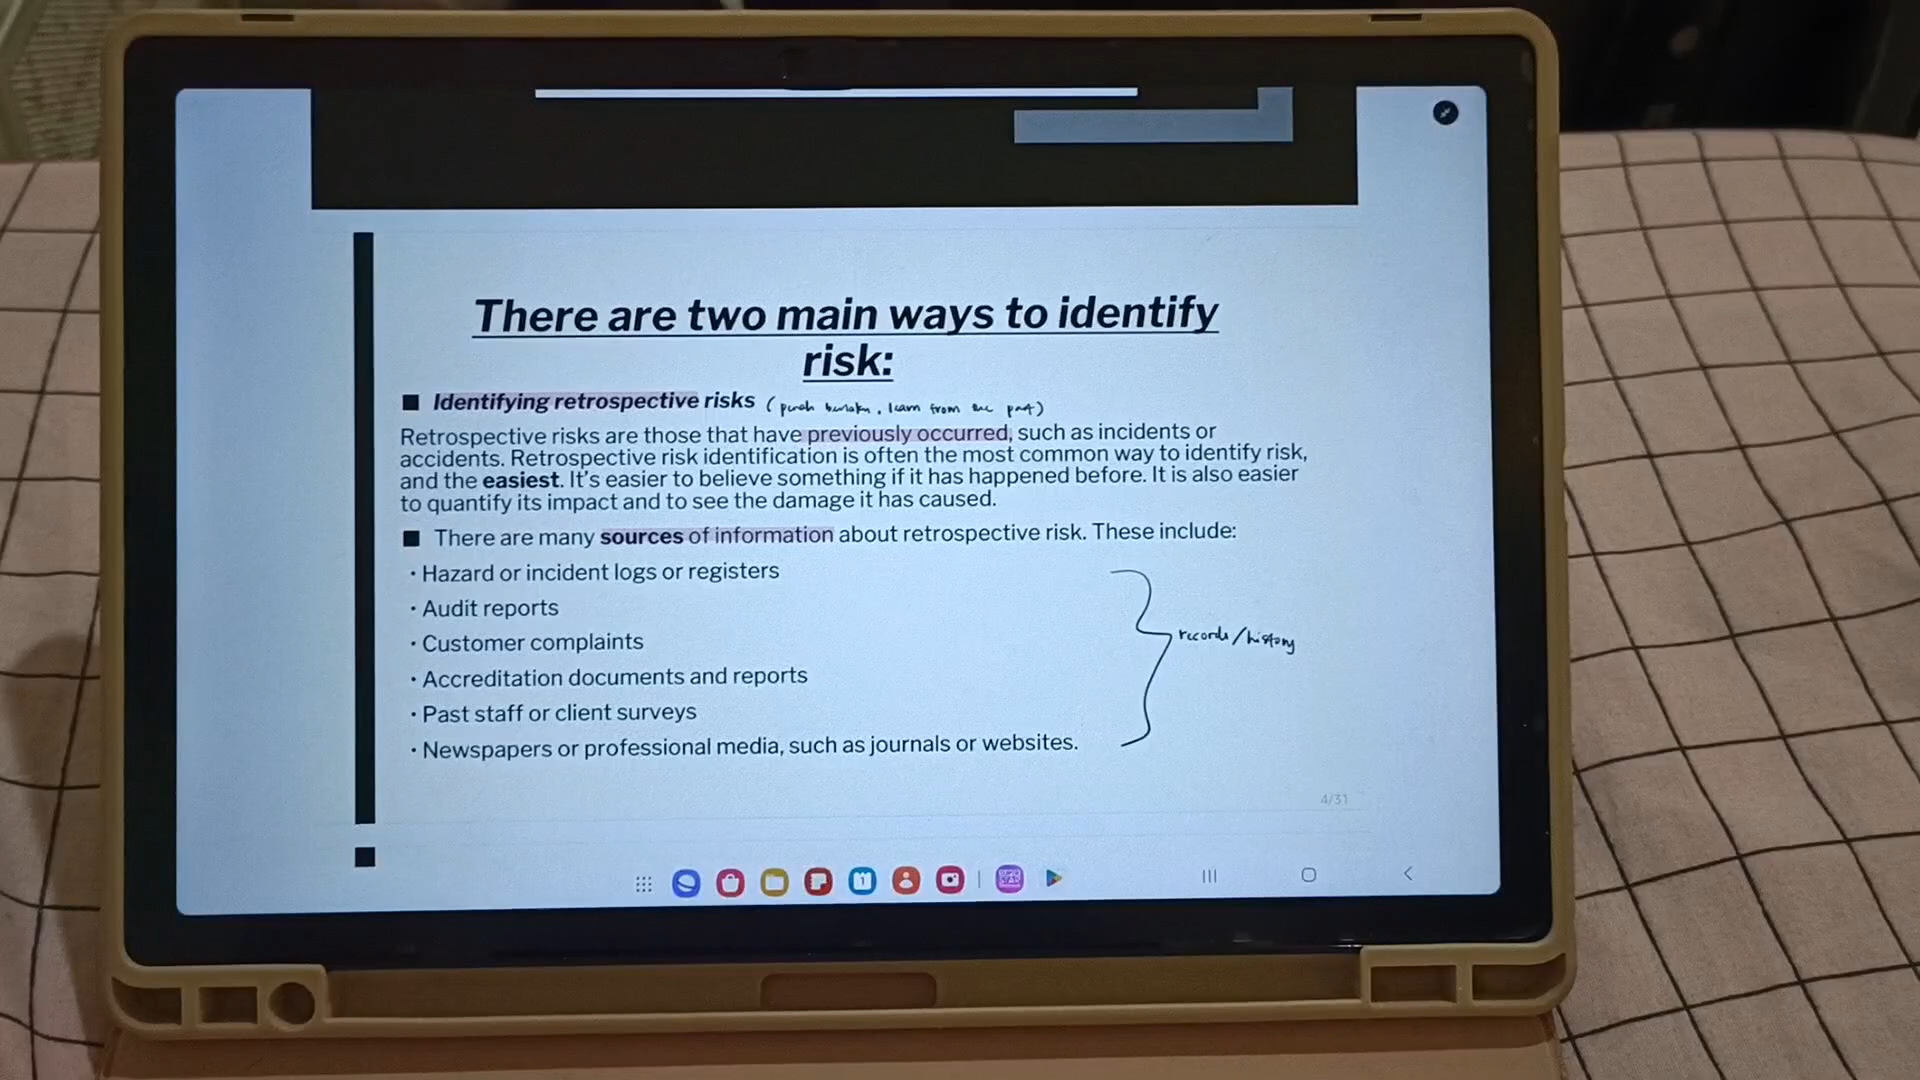 There are two main ways to identify
risk:
■ Identifying retrospective risks (pernah berlaku, learn from the past)
Retrospective risks are those that have previously occurred, such as incidents or
accidents. Retrospective risk identification is often the most common way to identify risk,
and the easiest. It's easier to believe something if it has happened before. It is also easier
to quantify its impact and to see the damage it has caused.
■ There are many sources of information about retrospective risk. These include:
· Hazard or incident logs or registers
· Audit reports
· Customer complaints
records/history
· Accreditation documents and reports
· Past staff or client surveys
· Newspapers or professional media, such as journals or websites.
4/31